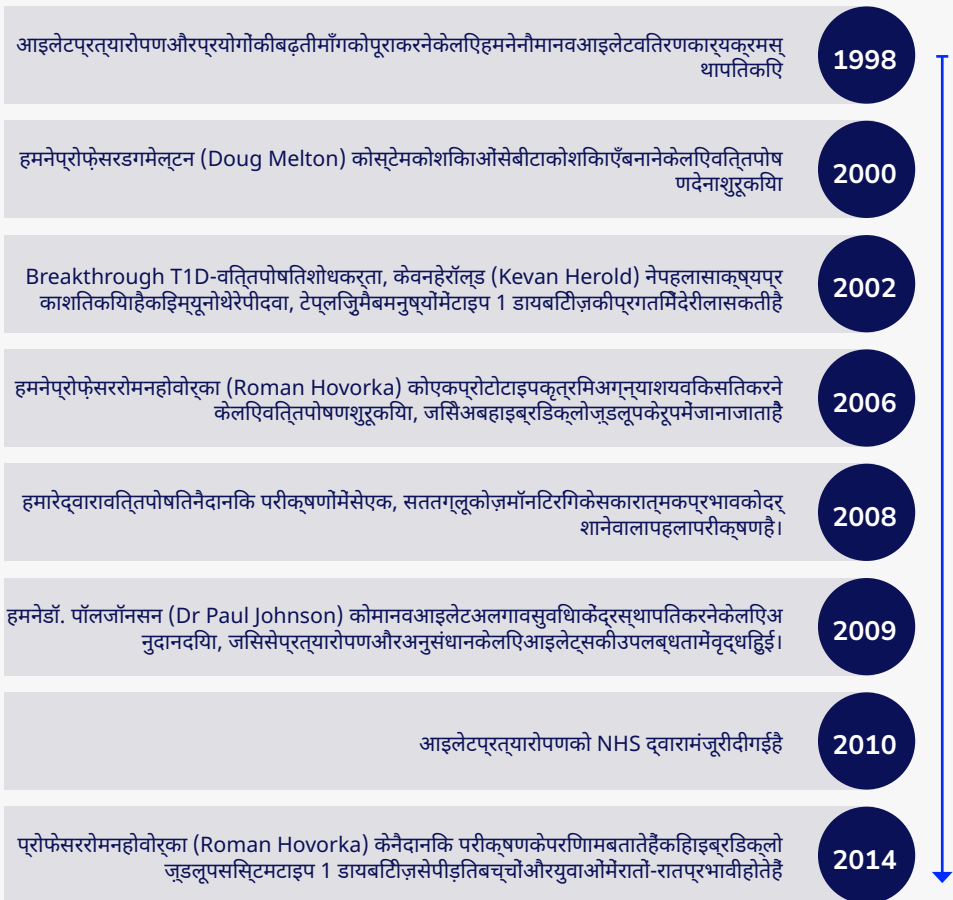 आइलेटप्रत्यारोपणऔरप्रयोगोंकीबढ़तीमाँगकोपूराकरनेकेलिएहमनेनौमानवआइलेटवितरणकार्यक्रमस्
थापितकिए
1998
हमनेप्रोफ़ेसरडगमेल्टन (Doug Melton) कोस्टेमकोशिकाओंसेबीटाकोशिकाएँबनानेकेलिएवित्तपोष
णदेनाशुरूकिया
2000
Breakthrough T1D-वित्तपोषितशोधकर्ता, केवनहेरॉल्ड (Kevan Herold) नेपहलासाक्ष्यप्र
काशितकियाहैकिइम्यूनोथेरेपीदवा, टेप्लिज़ुमैबमनुष्योंमेंटाइप 1 डायबिटीज़कीप्रगतिमेंदेरीलासकतीहै
2002
हमनेप्रोफ़ेसररोमनहोवोर्का (Roman Hovorka) कोएकप्रोटोटाइपकृत्रिमअग्न्याशयविकसितकरने
केलिएवित्तपोषणशुरूकिया, जिसेअबहाइब्रिडक्लोज़्डलूपकेरूपमेंजानाजाताहै
2006
हमारेद्वारावित्तपोषितनैदानिक परीक्षणोंमेंसेएक, सततग्लूकोज़मॉनिटरिंगकेसकारात्मकप्रभावकोदर्
शानेवालापहलापरीक्षणहै।
2008
हमनेडॉ. पॉलजॉनसन (Dr Paul Johnson) कोमानवआइलेटअलगावसुविधाकेंद्रस्थापितकरनेकेलिएअ
नुदानदिया, जिससेप्रत्यारोपणऔरअनुसंधानकेलिएआइलेट्सकीउपलब्धतामेंवृद्धिहुई।
2009
आइलेटप्रत्यारोपणको NHS द्वारामंजूरीदीगईहै
2010
प्रोफेसररोमनहोवोर्का (Roman Hovorka) केनैदानिक परीक्षणकेपरिणामबतातेहैंकिहाइब्रिडक्लो
ज़्डलूपसिस्टमटाइप 1 डायबिटीज़सेपीड़ितबच्चोंऔरयुवाओंमेंरातों-रातप्रभावीहोतेहैं
2014